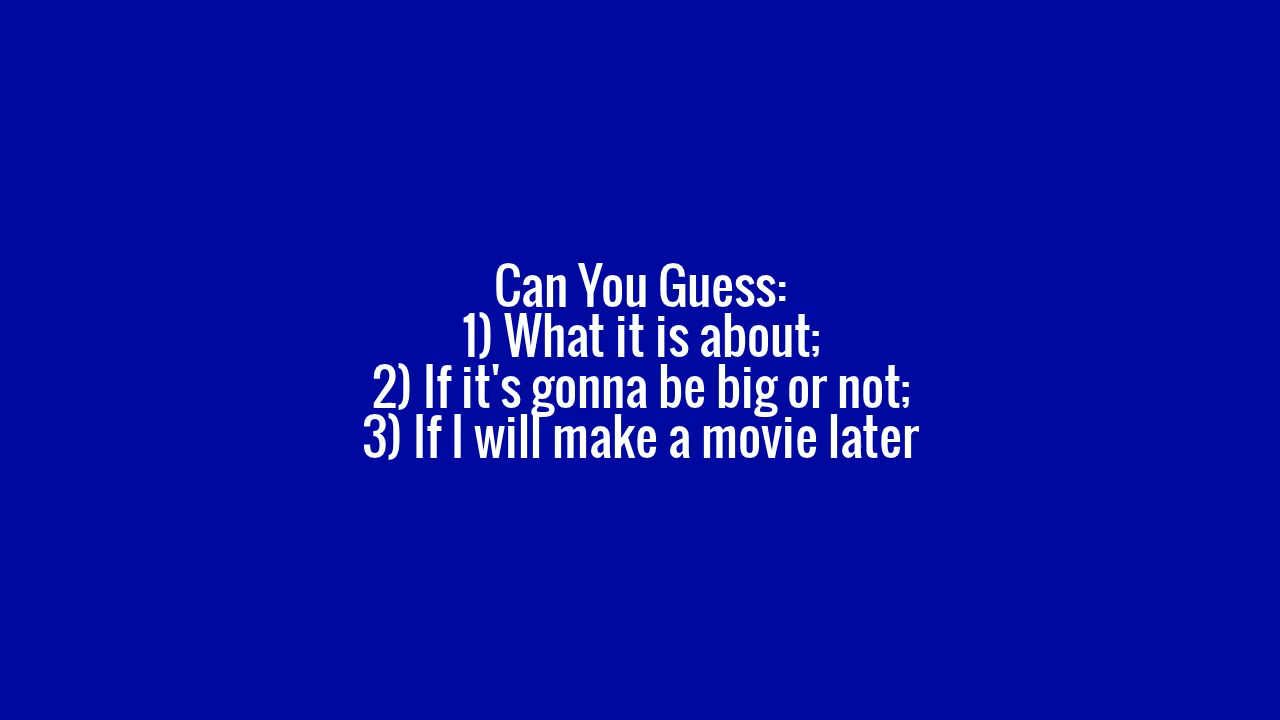 Can You Guess:
1) What it is about;
2) If it's gonna be big or not;
3) If I will make a movie later